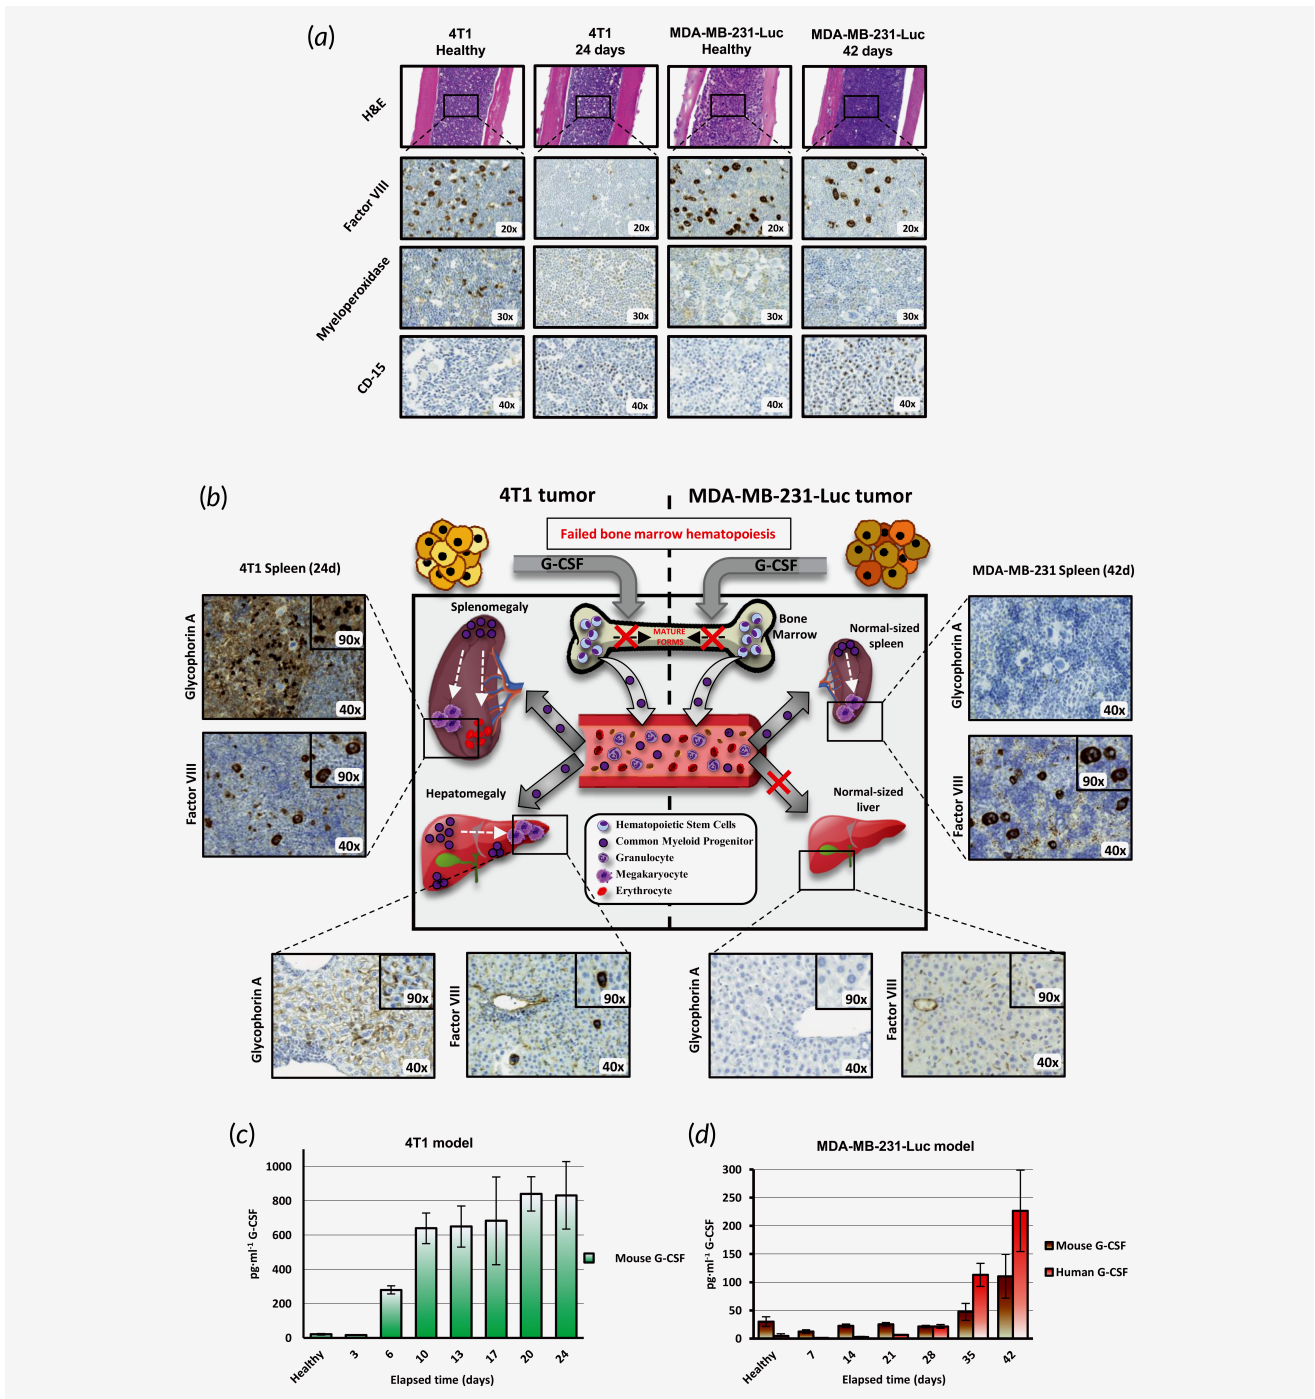 (a)
4T1
Healthy
4T1
24 days
MDA-MB-231-Luc
Healthy
MDA-MB-231-Luc
42 days
H&E
Factor VIII
20x
20x
20x
20x
Myeloperoxidase
30x
30x
30x
30x
CD-15
40x
40x
40x
40x
(b)
4T1 tumor
MDA-MB-231-Luc tumor
Failed bone marrow hematopoiesis
G-CSF
G-CSF
4T1 Spleen (24d)
MDA-MB-231 Spleen (42d)
Glycophorin A
90x
40x
Factor VIII
90x
40x
Splenomegaly
MATURE
FORMS
Bone
Marrow
Normal-sized
spleen
Glycophorin A
40x
Factor VIII
90x
40x
Hepatomegaly
Normal-sized
liver
Hematopoietic Stem Cells
Common Myeloid Progenitor
Granulocyte
Megakaryocyte
Erythrocyte
Glycophorin A
90x
40x
Factor VIII
90x
40x
Glycophorin A
90x
40x
Factor VIII
90x
40x
(c)
4T1 model
pg·ml⁻¹ G-CSF
1000
800
600
400
200
0
Healthy
3
6
10
13
17
20
24
Elapsed time (days)
Mouse G-CSF
(d)
MDA-MB-231-Luc model
pg·ml⁻¹ G-CSF
300
250
200
150
100
50
0
Healthy
7
14
21
28
35
42
Elapsed time (days)
Mouse G-CSF
Human G-CSF